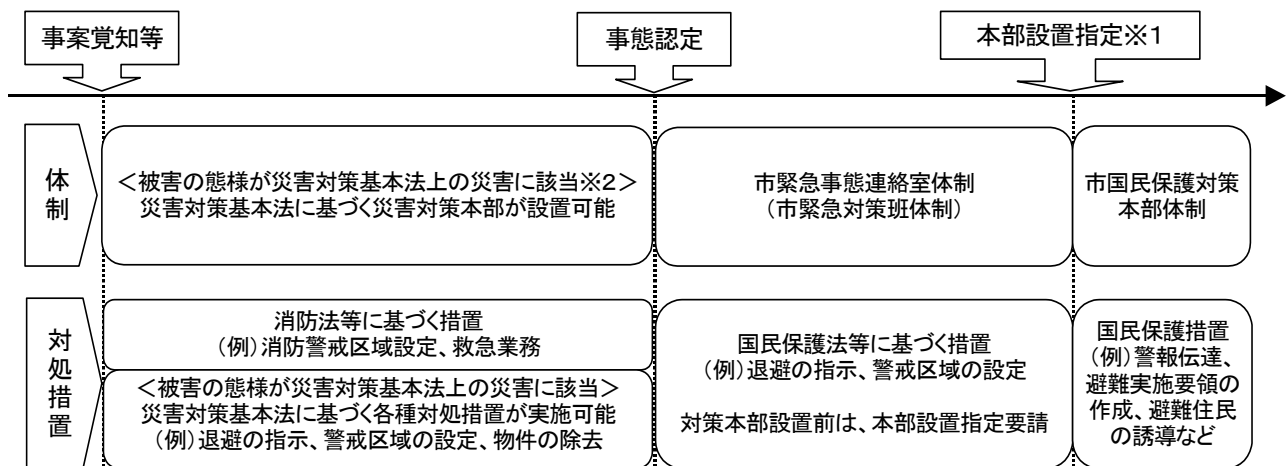 事案覚知等
事態認定
本部設置指定※1
体制
＜被害の態様が災害対策基本法上の災害に該当※2＞
災害対策基本法に基づく災害対策本部が設置可能
市緊急事態連絡室体制
（市緊急対策班体制）
市国民保護対策
本部体制
対処措置
消防法等に基づく措置
（例）消防警戒区域設定、救急業務
＜被害の態様が災害対策基本法上の災害に該当＞
災害対策基本法に基づく各種対処措置が実施可能
（例）退避の指示、警戒区域の設定、物件の除去
国民保護法等に基づく措置
（例）退避の指示、警戒区域の設定
対策本部設置前は、本部設置指定要請
国民保護措置
（例）警報伝達、
避難実施要領の
作成、避難住民
の誘導など